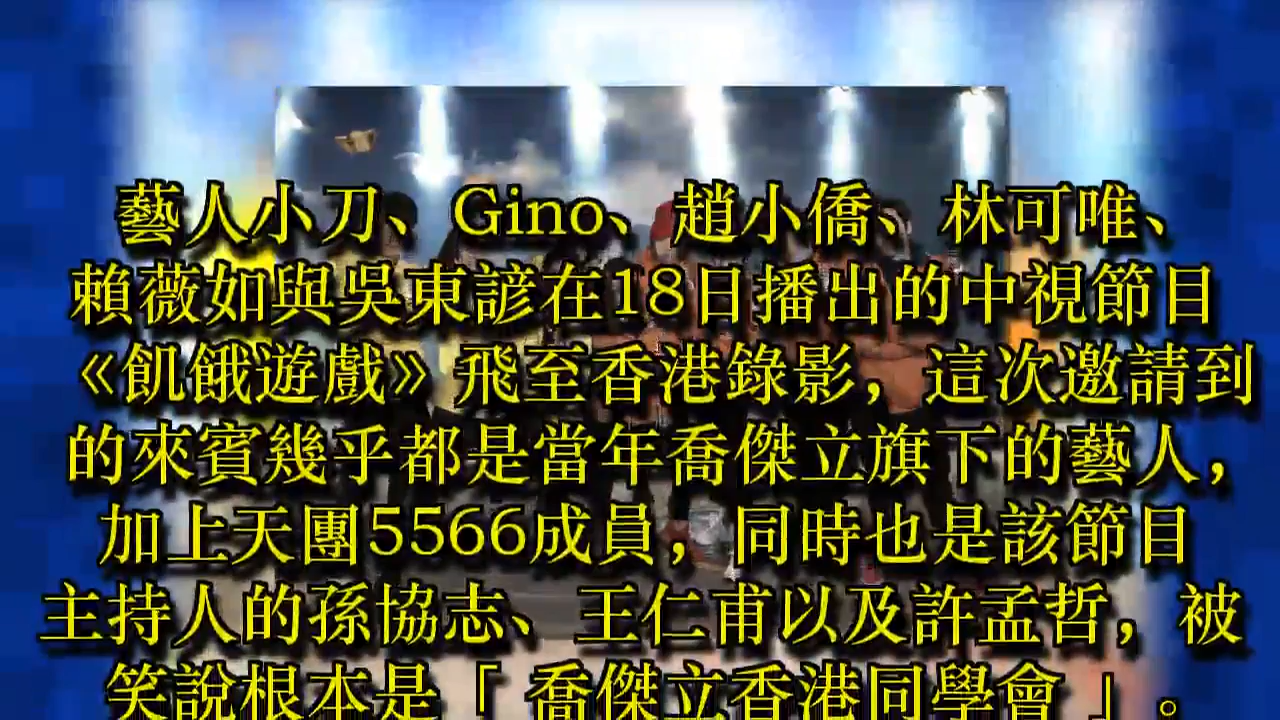 藝人小刀、Gino、趙小僑、林可唯、
賴薇如與吳東諺在18日播出的中視節目
《飢餓遊戲》飛至香港錄影，這次邀請到
的來賓幾乎都是當年喬傑立旗下的藝人，
加上天團5566成員，同時也是該節目
主持人的孫協志、王仁甫以及許孟哲，被
笑說根本是「喬傑立香港同學會」。